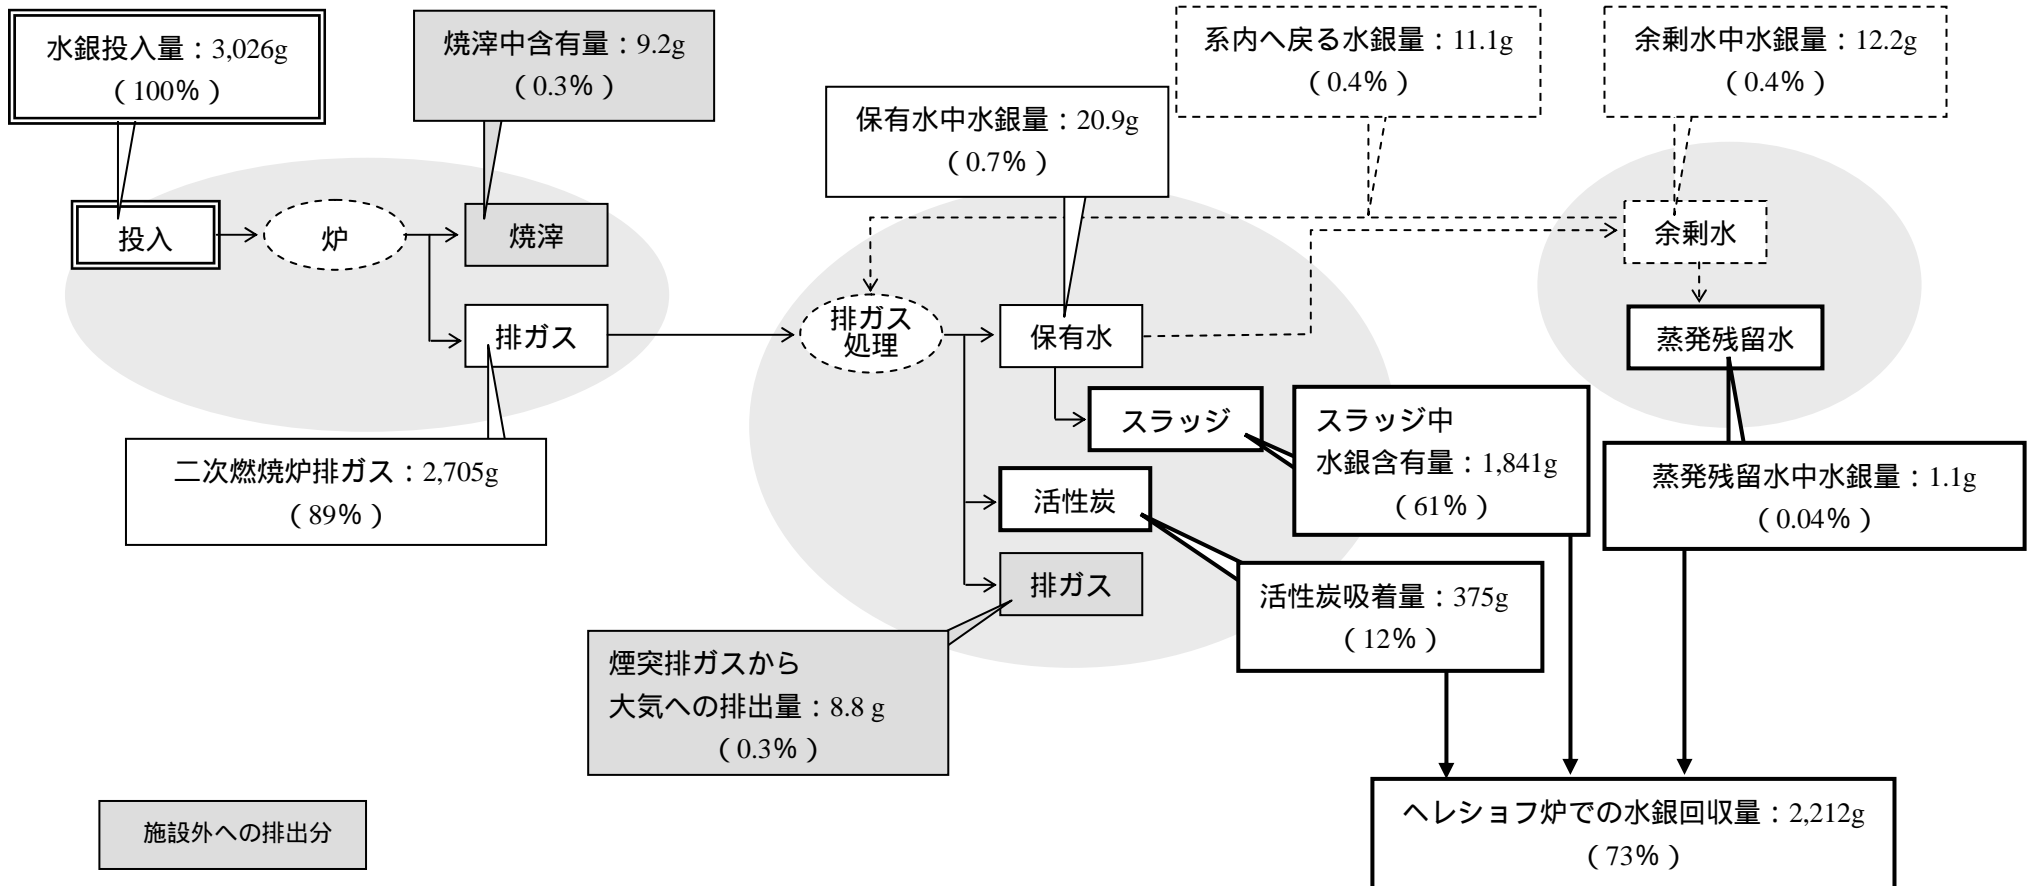 水銀投入量：3,026g
（100％）
焼滓中含有量：9.2g
（0.3％）
系内へ戻る水銀量：11.1g
（0.4％）
余剰水中水銀量：12.2g
（0.4％）
保有水中水銀量：20.9g
（0.7％）
投入
炉
焼滓
余剰水
排ガス
排ガス
処理
保有水
蒸発残留水
スラッジ
スラッジ中
水銀含有量：1,841g
（61％）
二次燃焼炉排ガス：2,705g
（89％）
活性炭
蒸発残留水中水銀量：1.1g
（0.04％）
排ガス
活性炭吸着量：375g
（12％）
煙突排ガスから
大気への排出量：8.8 g
（0.3％）
ヘレショフ炉での水銀回収量：2,212g
（73％）
施設外への排出分